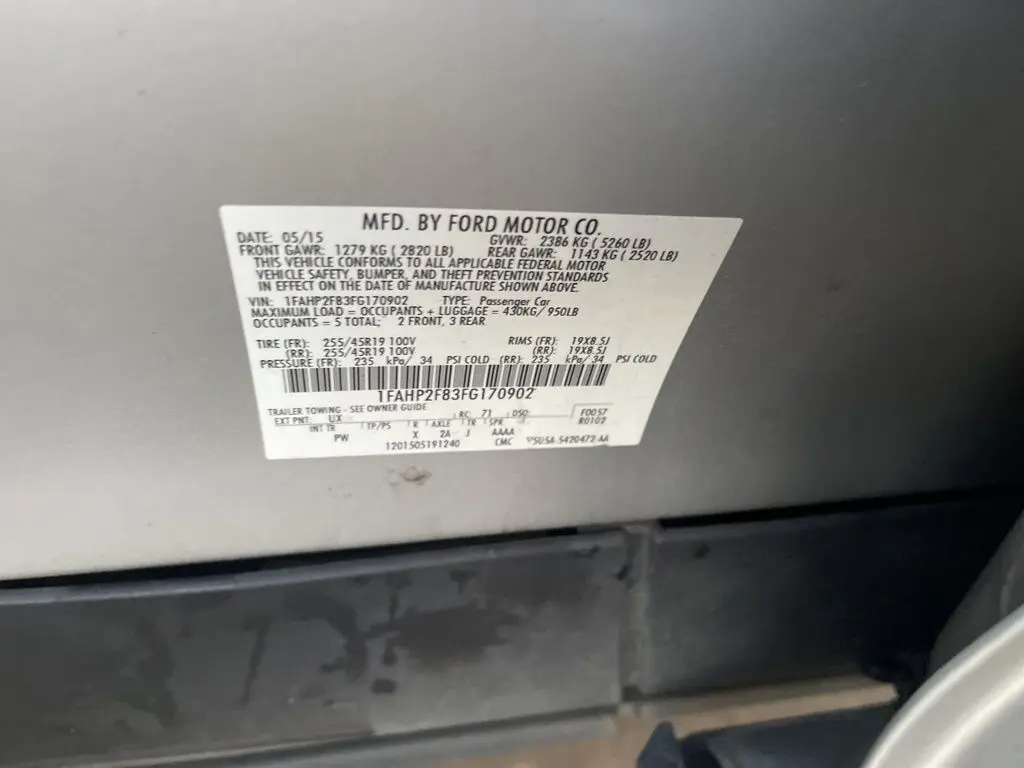 MFD. BY FORD MOTOR CO.
DATE: 05/15 GVWR: 2386 KG ( 5260 LB)
FRONT GAWR: 1279 KG ( 2820 LB) REAR GAWR: 1143 KG ( 2520 LB)
THIS VEHICLE CONFORMS TO ALL APPLICABLE FEDERAL MOTOR
VEHICLE SAFETY, BUMPER, AND THEFT PREVENTION STANDARDS
IN EFFECT ON THE DATE OF MANUFACTURE SHOWN ABOVE.
VIN: 1FAHP2F83FG170902 TYPE: Passenger Car
MAXIMUM LOAD = OCCUPANTS + LUGGAGE = 430KG/ 950LB
OCCUPANTS = 5 TOTAL; 2 FRONT, 3 REAR
TIRE (FR): 255/45R19 100V RIMS (FR): 19X8.5J
(RR): 255/45R19 100V (RR): 19X8.5J
PRESSURE (FR): 235 kPa/ 34 PSI COLD (RR): 235 kPa/ 34 PSI COLD
1FAHP2F83FG170902
TRAILER TOWING - SEE OWNER GUIDE
EXT PNT: UX RC: 71 DSO: F0057
INT TR TP/PS R AXLE TR SPR R0102
PW X 2A J AAAA
1201505191240 CMC 5U5A-5420472-AA